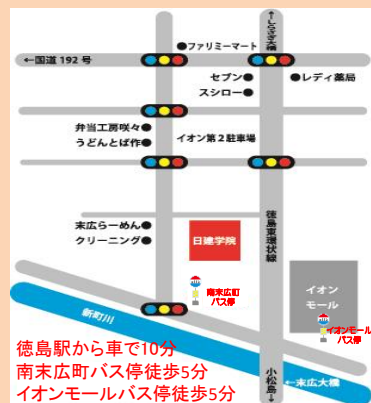 ←しらさぎ大橋
ファミリーマート
←国道192号
セブン
レディ薬局
スシロー
弁当工房咲々
うどんとば作
イオン第2駐車場
末広らーめん
クリーニング
日建学院
徳島東環状線
南末広町
バス停
イオン
モール
イオンモール
バス停
新町川
徳島駅から車で10分
南末広町バス停徒歩5分
イオンモールバス停徒歩5分
小松島→
←末広大橋